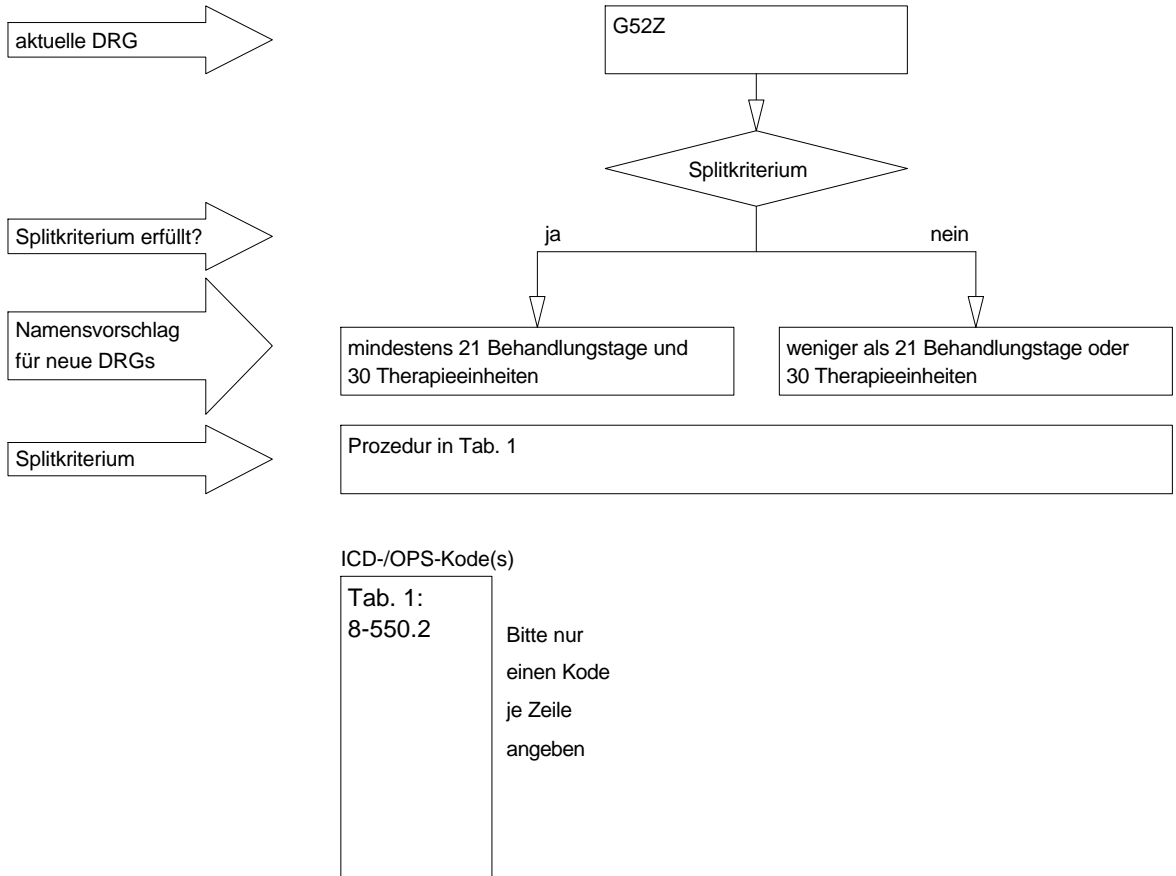 aktuelle DRG
G52Z
Splitkriterium
Splitkriterium erfüllt?
ja
nein
Namensvorschlag
für neue DRGs
mindestens 21 Behandlungstage und
30 Therapieeinheiten
weniger als 21 Behandlungstage oder
30 Therapieeinheiten
Splitkriterium
Prozedur in Tab. 1
ICD-/OPS-Kode(s)
Tab. 1:
8-550.2
Bitte nur
einen Kode
je Zeile
angeben